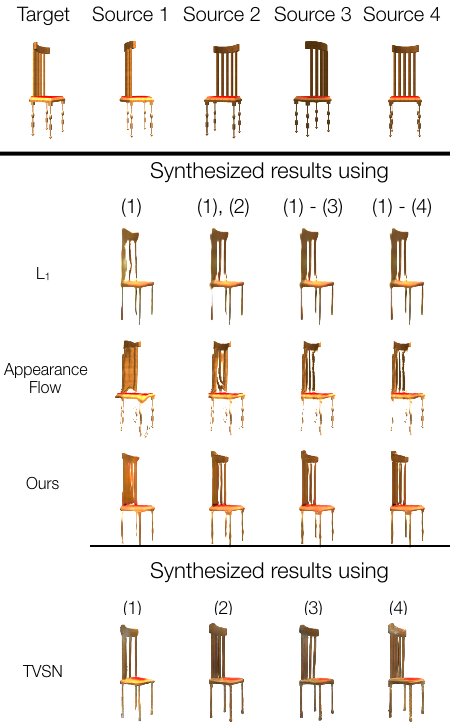 Target Source 1 Source 2 Source 3 Source 4
Synthesized results using
(1) (1), (2) (1) - (3) (1) - (4)
L₁
Appearance
Flow
Ours
Synthesized results using
(1) (2) (3) (4)
TVSN